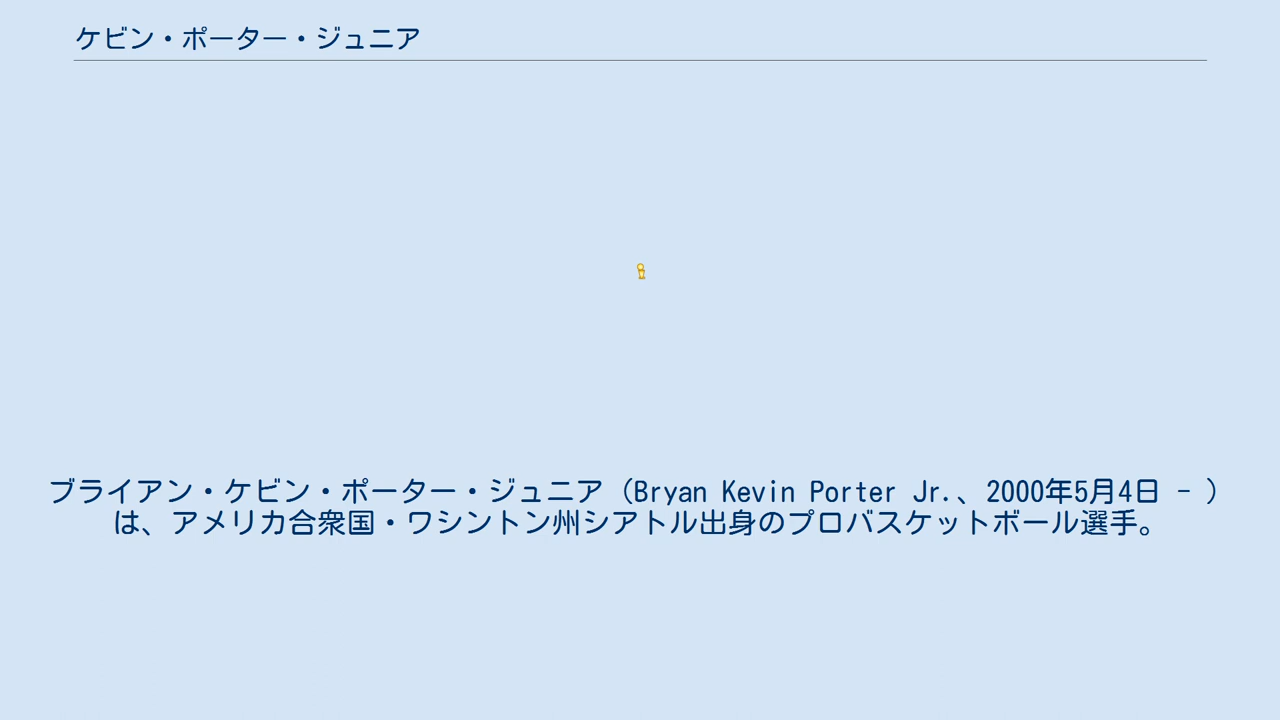 ケビン・ポーター・ジュニア
ブライアン・ケビン・ポーター・ジュニア（Bryan Kevin Porter Jr.、2000年5月4日 - ）
は、アメリカ合衆国・ワシントン州シアトル出身のプロバスケットボール選手。